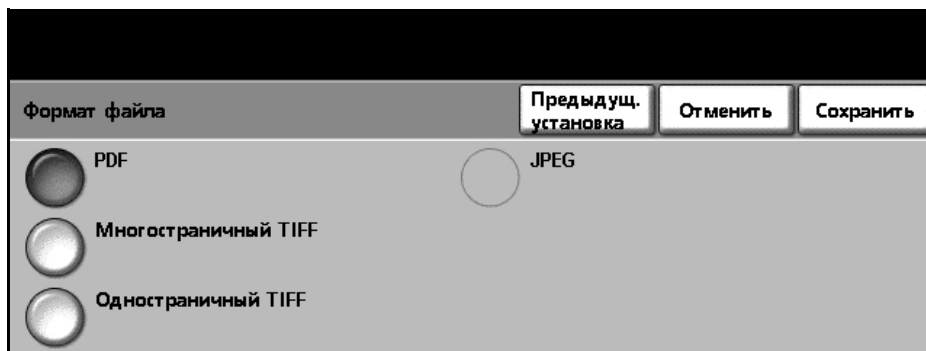 Формат файла
Предыдущ.
установка
Отменить
Сохранить
PDF
JPEG
Многостраничный TIFF
Одностраничный TIFF